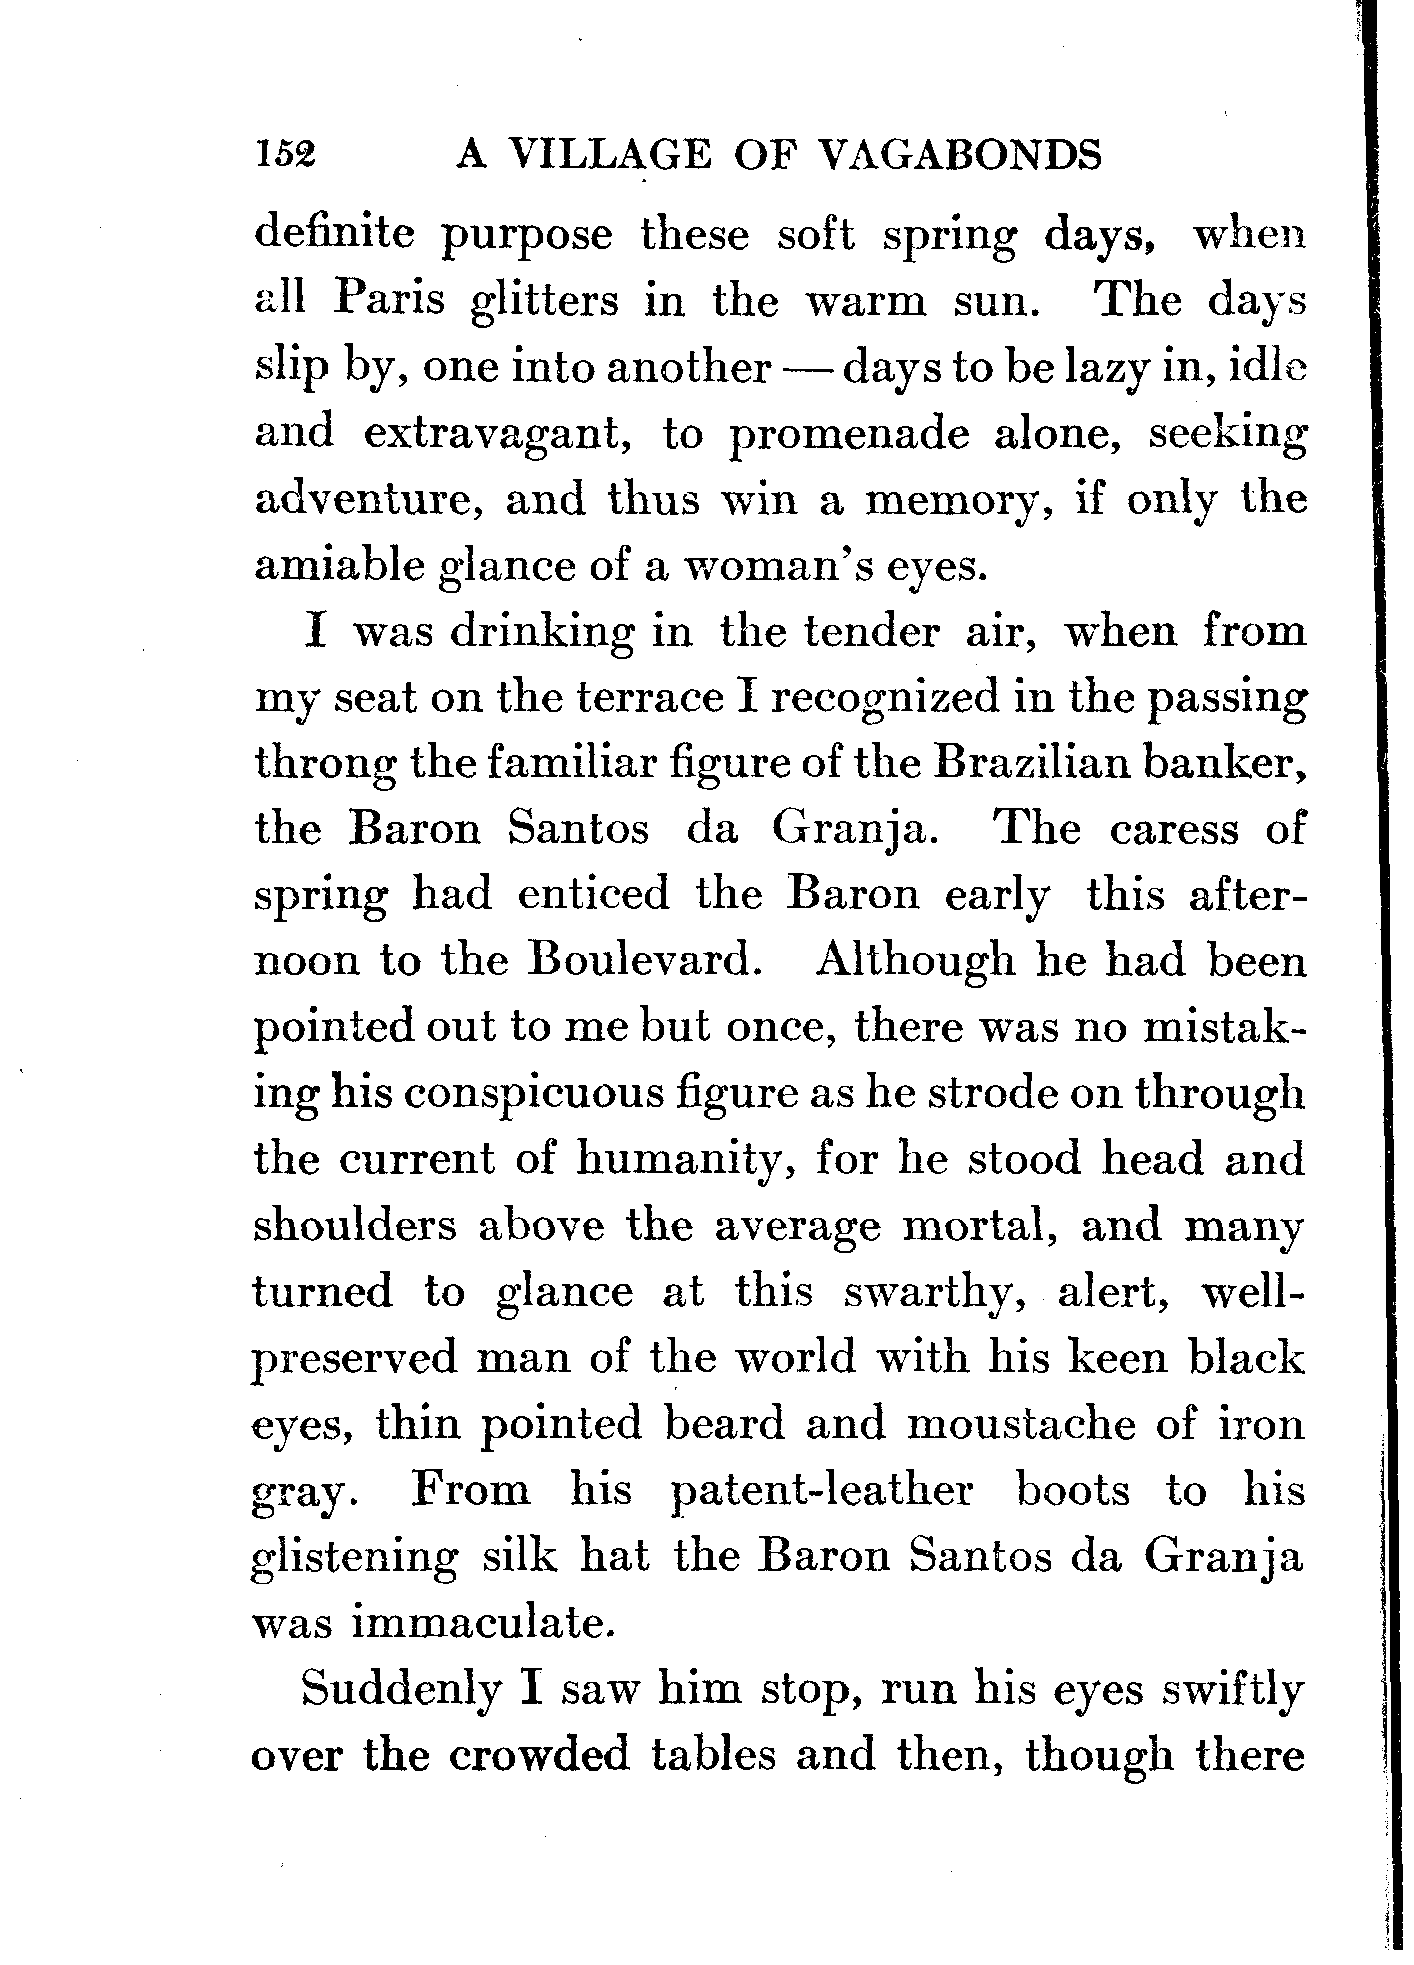 152 A VILLAGE OF VAGABONDS
definite purpose these soft spring days, when
all Paris glitters in the warm sun. The days
slip by, one into another — days to be lazy in, idle
and extravagant, to promenade alone, seeking
adventure, and thus win a memory, if only the
amiable glance of a woman's eyes.
I was drinking in the tender air, when from
my seat on the terrace I recognized in the passing
throng the familiar figure of the Brazilian banker,
the Baron Santos da Granja. The caress of
spring had enticed the Baron early this after-
noon to the Boulevard. Although he had been
pointed out to me but once, there was no mistak-
ing his conspicuous figure as he strode on through
the current of humanity, for he stood head and
shoulders above the average mortal, and many
turned to glance at this swarthy, alert, well-
preserved man of the world with his keen black
eyes, thin pointed beard and moustache of iron
gray. From his patent-leather boots to his
glistening silk hat the Baron Santos da Granja
was immaculate.
Suddenly I saw him stop, run his eyes swiftly
over the crowded tables and then, though there